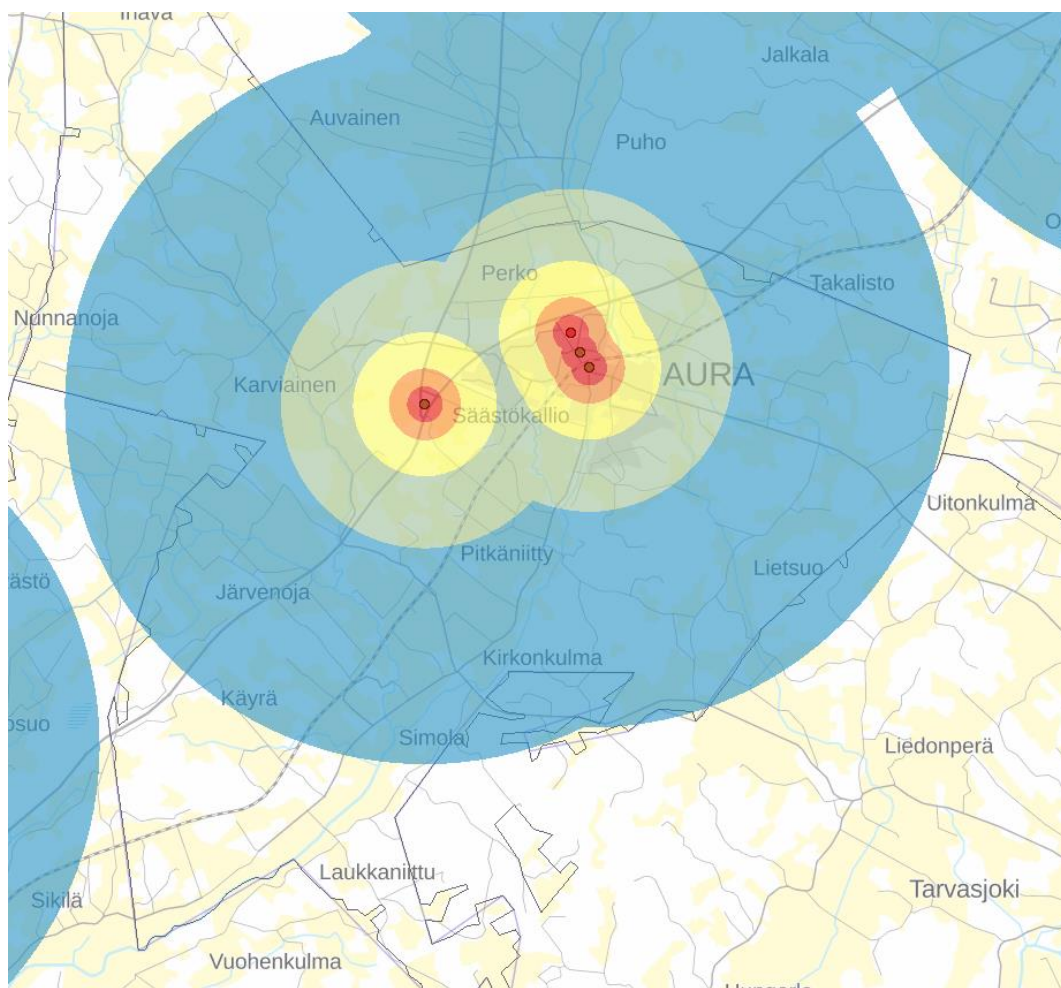 Ihava
Jalkala
Auvainen
Puho
Perko
Takalisto
Nunnanoja
AURA
Karviainen
Säästökallio
Uitonkulma
Pitkäniitty
Lietsuo
Järvenoja
Kirkonkulma
Käyrä
Simola
Liedonperä
Laukkaniittu
Tarvasjoki
Sikilä
Vuohenkulma